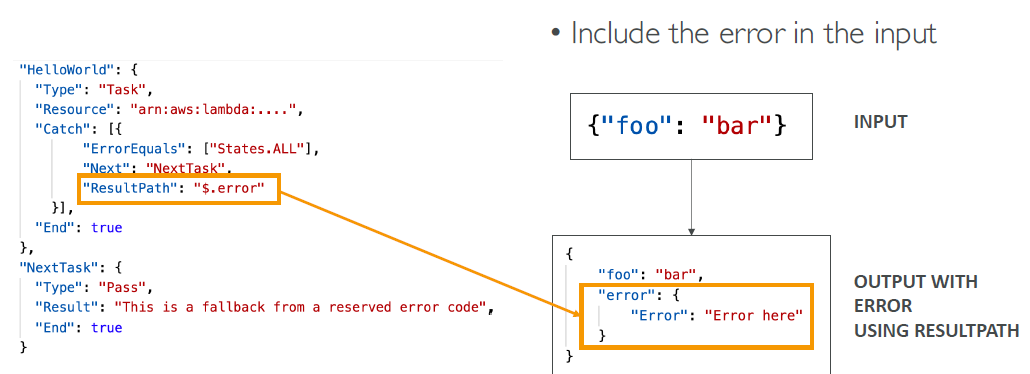 • Include the error in the input
"HelloWorld": {
"Type": "Task",
"Resource": "arn:aws:lambda:....",
"Catch": [{
"ErrorEquals": ["States.ALL"],
"Next": "NextTask",
"ResultPath": "$.error"
}],
"End": true
},
"NextTask": {
"Type": "Pass",
"Result": "This is a fallback from a reserved error code",
"End": true
}
{"foo": "bar"}
INPUT
{
"foo": "bar",
"error": {
"Error": "Error here"
}
}
OUTPUT WITH
ERROR
USING RESULTPATH